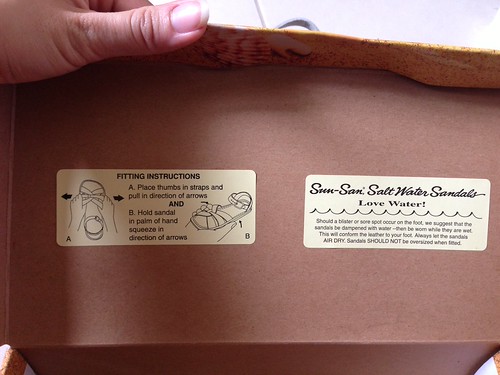 FITTING INSTRUCTIONS
A. Place thumbs in straps and
pull in direction of arrows
AND
B. Hold sandal
in palm of hand
squeeze in
direction of arrows
A
B
Sun-San® Salt Water Sandals
Love Water!
Should a blister or sore spot occur on the foot, we suggest that the
sandals be dampened with water–then be worn while they are wet.
This will conform the leather to your foot. Always let the sandals
AIR DRY. Sandals SHOULD NOT be oversized when fitted.